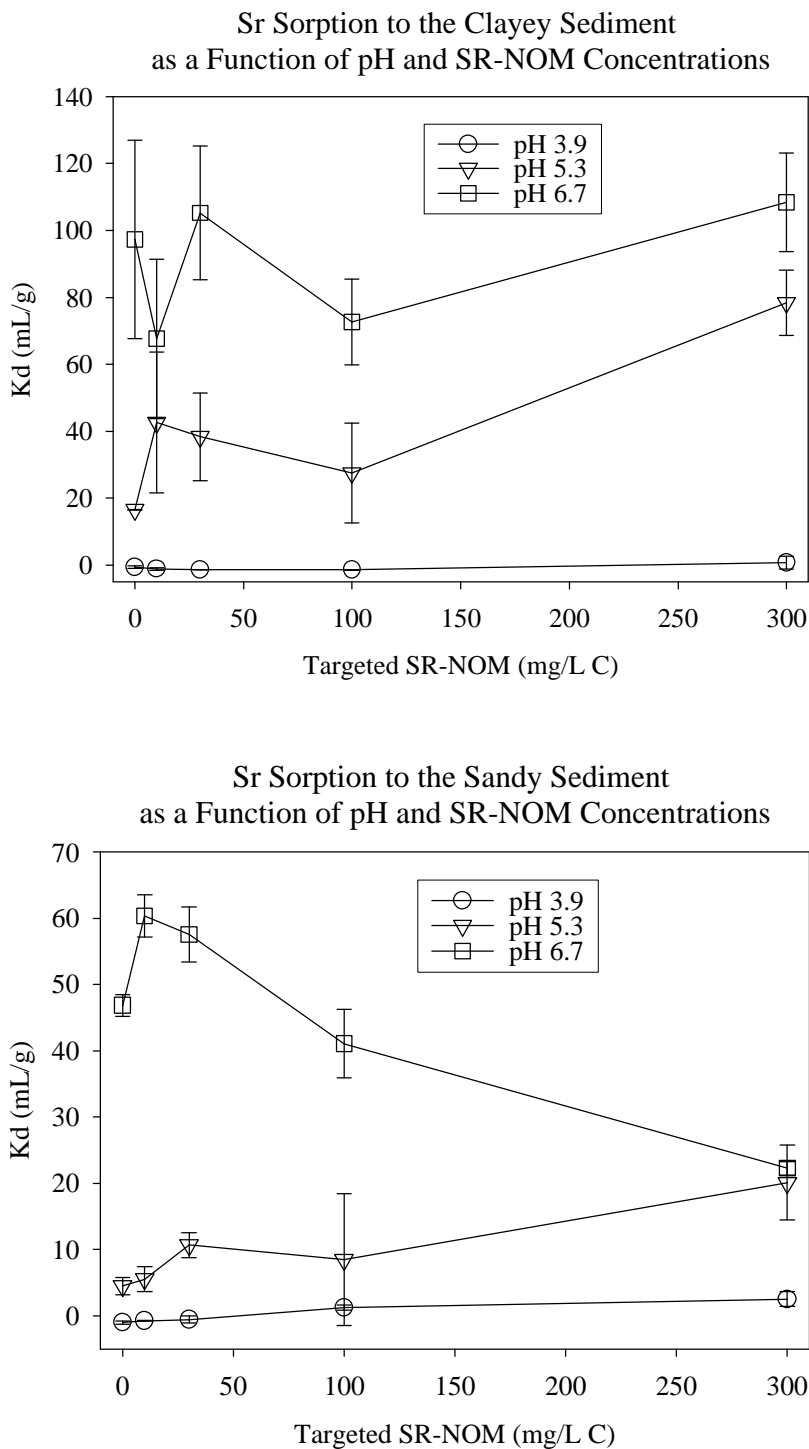 Sr Sorption to the Clayey Sediment
as a Function of pH and SR-NOM Concentrations
140
120
100
80
60
40
20
0
Kd (mL/g)
pH 3.9
pH 5.3
pH 6.7
0 50 100 150 200 250 300
Targeted SR-NOM (mg/L C)
Sr Sorption to the Sandy Sediment
as a Function of pH and SR-NOM Concentrations
70
60
50
40
30
20
10
0
Kd (mL/g)
pH 3.9
pH 5.3
pH 6.7
0 50 100 150 200 250 300
Targeted SR-NOM (mg/L C)